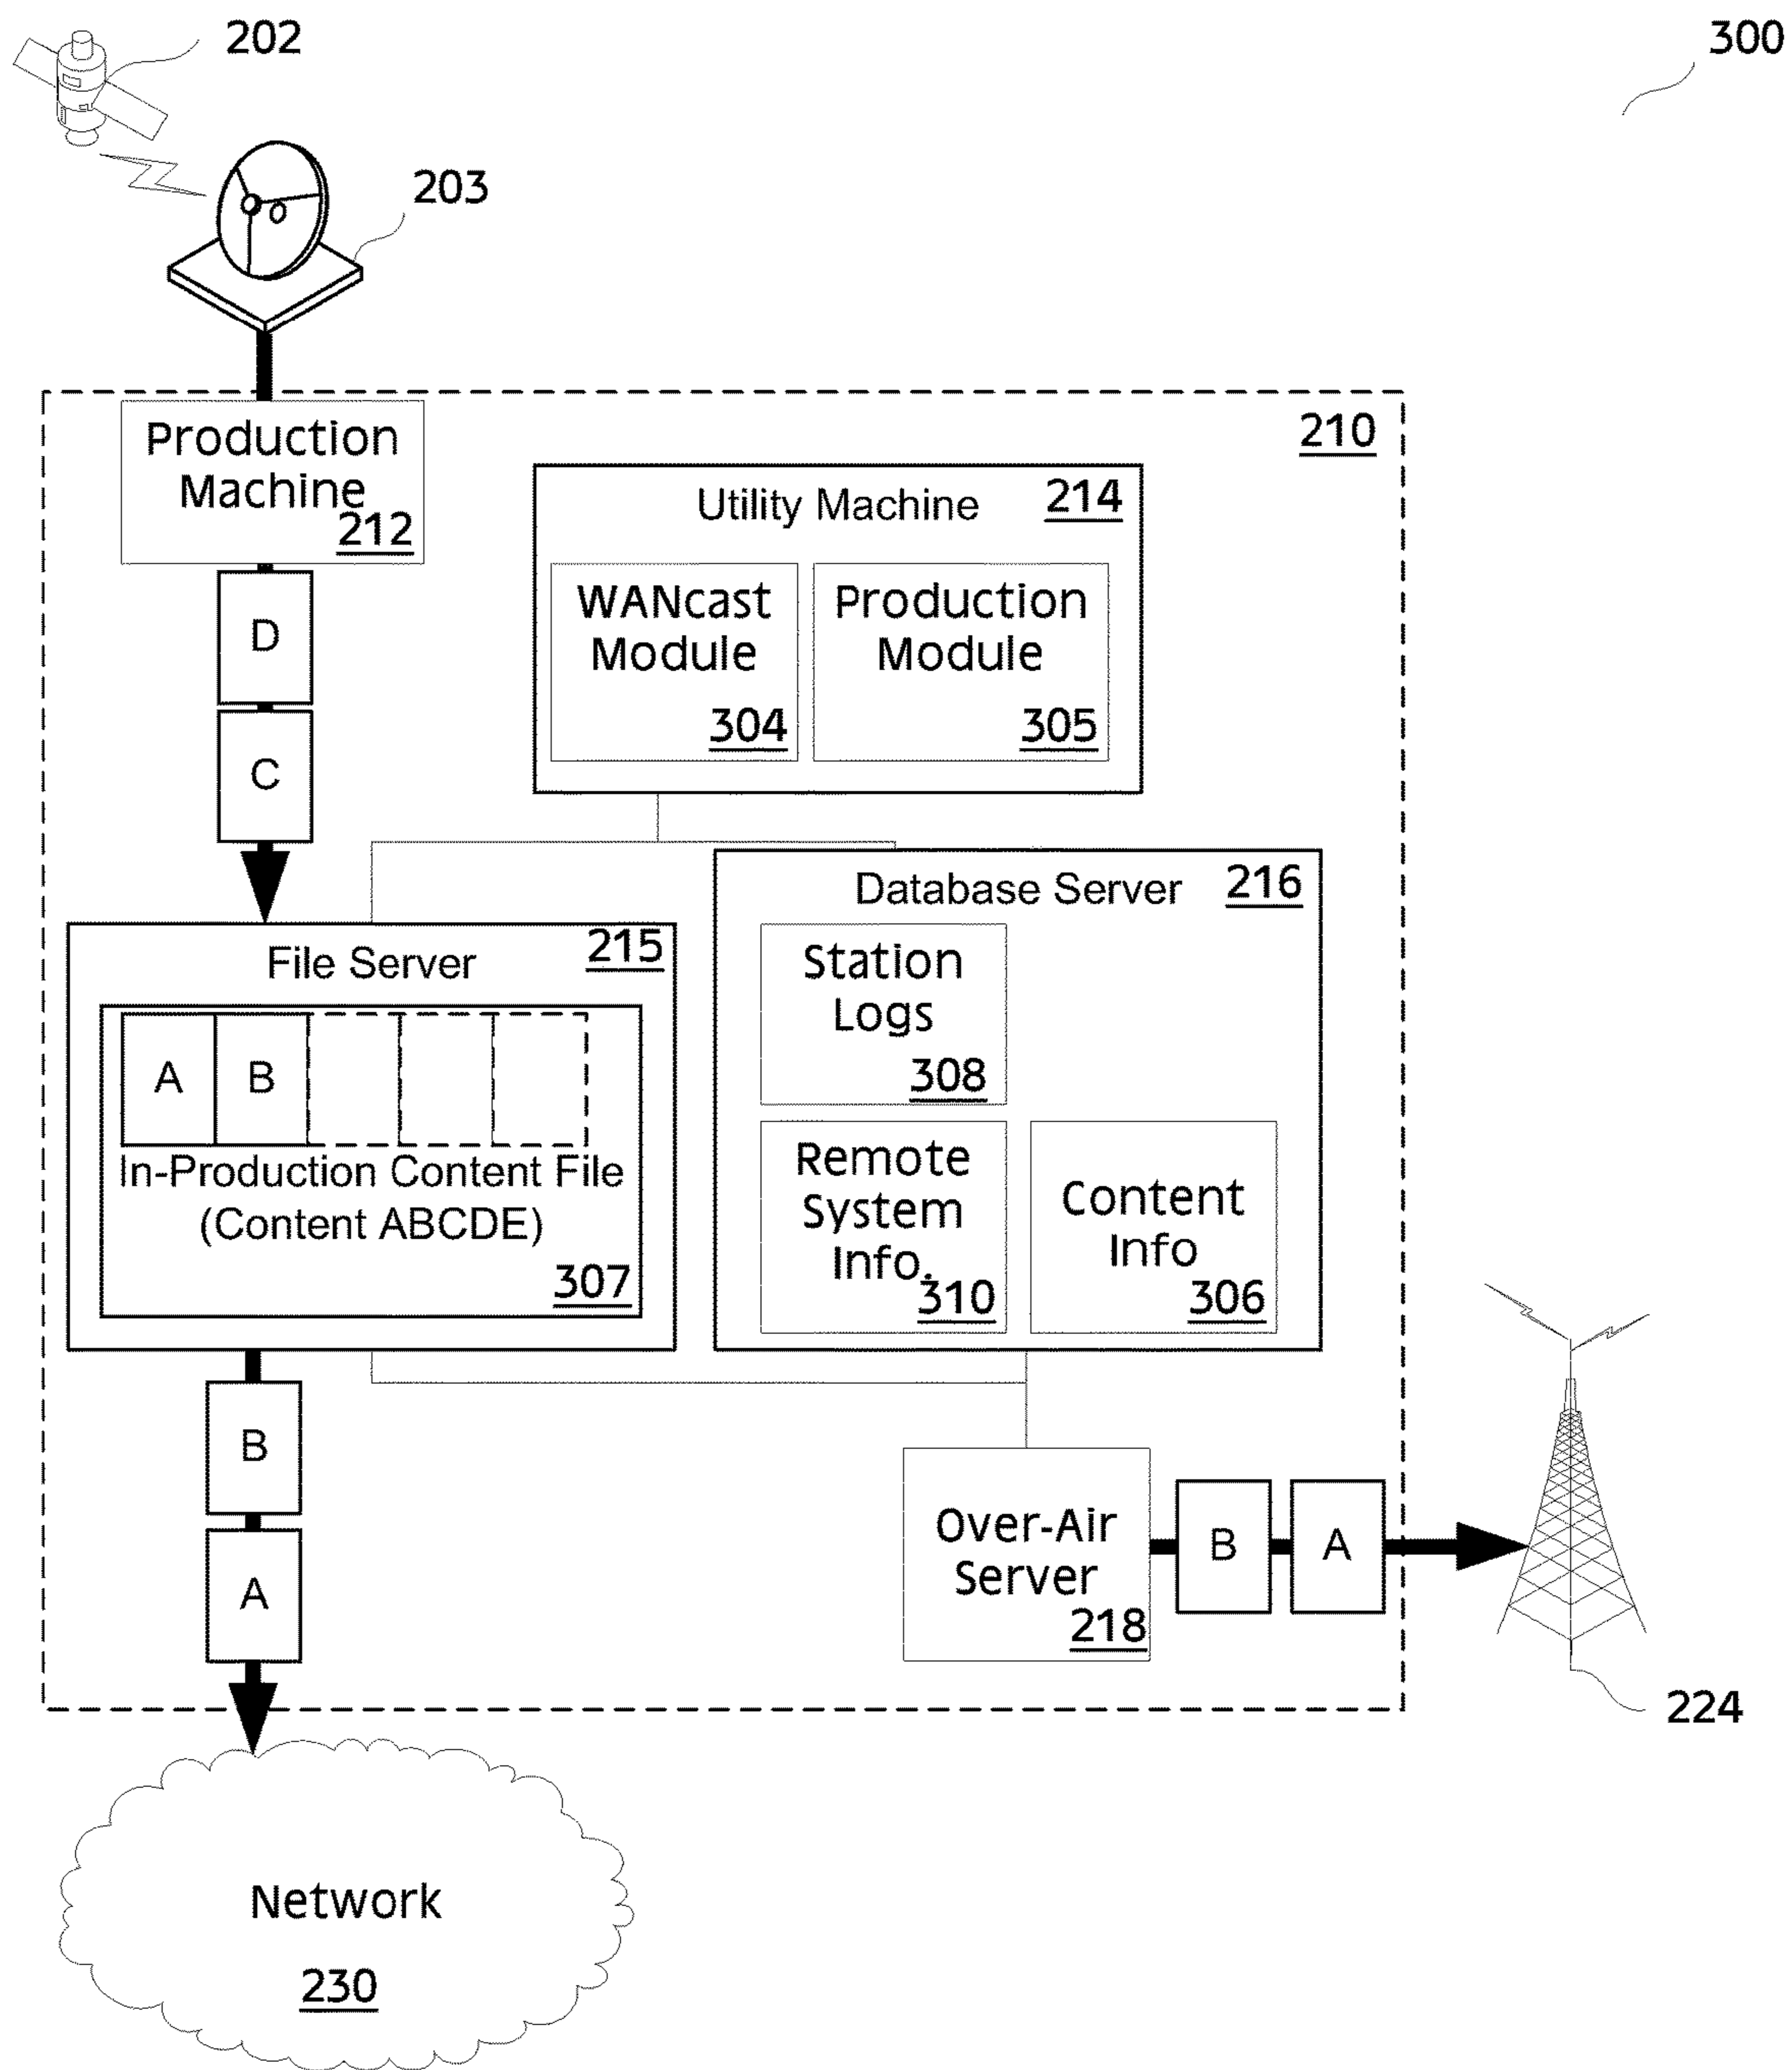 202
300
203
210
Production
Machine
212
Utility Machine
214
WANcast
Module
304
Production
Module
305
D
C
Database Server
216
File Server
215
Station
Logs
308
A
B
In-Production Content File
(Content ABCDE)
307
Remote
System
Info.
310
Content
Info
306
B
A
Over-Air
Server
218
B
A
224
Network
230